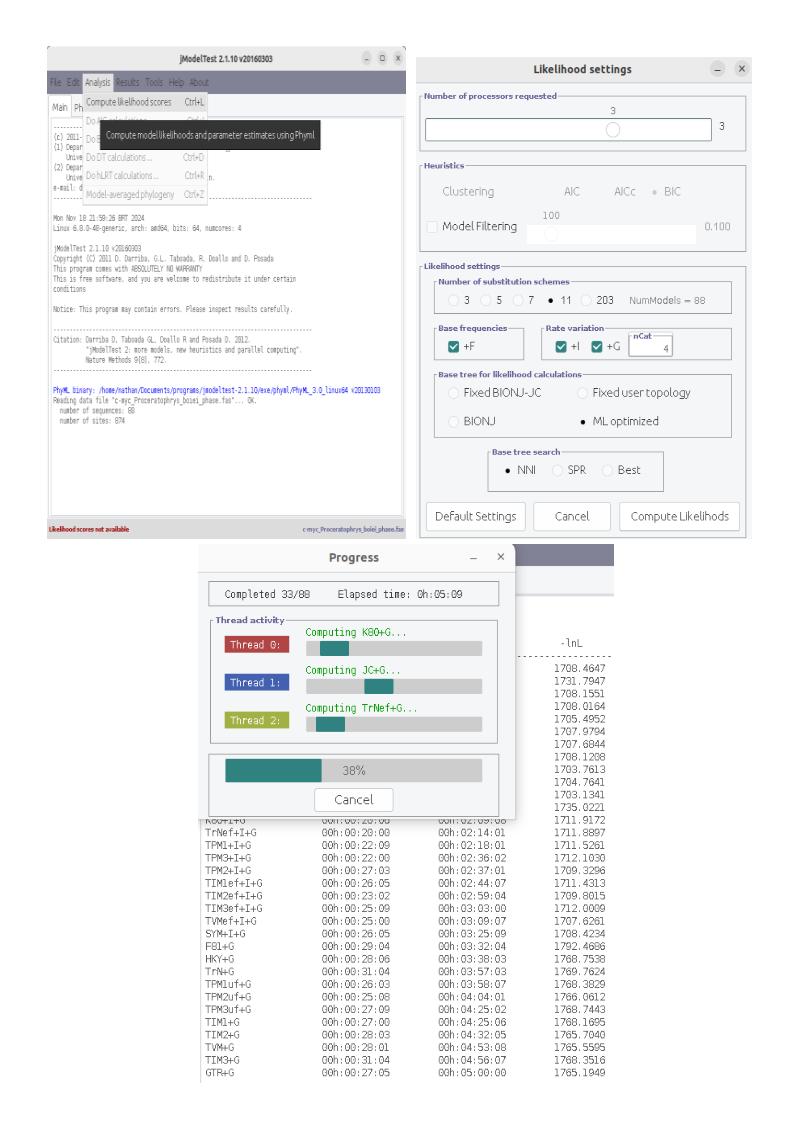 jModelTest 2.1.10 v20160303
File Edit Analysis Results Tools Help About
Main Ph
Compute likelihood scores Ctrl+L
Compute model likelihoods and parameter estimates using Phyml
Do DT calculations ... Ctrl+D
Do hLRT calculations ... Ctrl+R
Model-averaged phylogeny Ctrl+Z
(c) 2011-
(1) Depar
Unive
(2) Depar
Unive
e-mail: d
Mon Nov 18 21:59:26 BRT 2024
Linux 6.8.0-48-generic, arch: amd64, bits: 64, numcores: 4
jModelTest 2.1.10 v20160303
Copyright (C) 2011 D. Darriba, G.L. Taboada, R. Doallo and D. Posada
This program comes with ABSOLUTELY NO WARRANTY
This is free software, and you are welcome to redistribute it under certain
conditions
Notice: This program may contain errors. Please inspect results carefully.
Citation: Darriba D, Taboada GL, Doallo R and Posada D. 2012.
"jModelTest 2: more models, new heuristics and parallel computing".
Nature Methods 9(8), 772.
PhyML binary: /home/nathan/Documents/programs/jmodeltest-2.1.10/exe/phyml/PhyML_3.0_linux64 v20130103
Reading data file "c-myc_Proceratophrys_boiei_phase.fas"... OK.
number of sequences: 88
number of sites: 874
Likelihood scores not available c-myc_Proceratophrys_boiei_phase.fas
Likelihood settings
Number of processors requested
3
3
Heuristics
Clustering AIC AICc BIC
100
Model Filtering 0.100
Likelihood settings
Number of substitution schemes
3 5 7 11 203 NumModels = 88
Base frequencies Rate variation nCat
+F +I +G 4
Base tree for likelihood calculations
Fixed BIONJ-JC Fixed user topology
BIONJ ML optimized
Base tree search
NNI SPR Best
Default Settings Cancel Compute Likelihods
Progress
Completed 33/88 Elapsed time: 0h:05:09
Thread activity
Computing K80+G...
Thread 0:
Computing JC+G...
Thread 1:
Computing TrNef+G...
Thread 2:
38%
Cancel
-lnL
1708.4647
1731.7947
1708.1551
1708.0164
1705.4952
1707.9794
1707.6844
1708.1208
1703.7613
1704.7641
1703.1341
1735.0221
K80+I+G 00h:00:20:06 00h:02:09:08 1711.9172
TrNef+I+G 00h:00:20:00 00h:02:14:01 1711.8897
TPM1+I+G 00h:00:22:09 00h:02:18:01 1711.5261
TPM3+I+G 00h:00:22:00 00h:02:36:02 1712.1030
TPM2+I+G 00h:00:27:03 00h:02:37:01 1709.3296
TIM1ef+I+G 00h:00:26:05 00h:02:44:07 1711.4313
TIM2ef+I+G 00h:00:23:02 00h:02:59:04 1709.8015
TIM3ef+I+G 00h:00:25:09 00h:03:03:00 1712.0009
TVMef+I+G 00h:00:25:00 00h:03:09:07 1707.6261
SYM+I+G 00h:00:26:05 00h:03:25:09 1708.4234
F81+G 00h:00:29:04 00h:03:32:04 1792.4686
HKY+G 00h:00:28:06 00h:03:38:03 1768.7538
TrN+G 00h:00:31:04 00h:03:57:03 1769.7624
TPM1uf+G 00h:00:26:03 00h:03:58:07 1768.3829
TPM2uf+G 00h:00:25:08 00h:04:04:01 1766.0612
TPM3uf+G 00h:00:27:09 00h:04:25:02 1768.7443
TIM1+G 00h:00:27:00 00h:04:25:06 1768.1695
TIM2+G 00h:00:28:03 00h:04:32:05 1765.7040
TVM+G 00h:00:28:01 00h:04:53:08 1765.5595
TIM3+G 00h:00:31:04 00h:04:56:07 1768.3516
GTR+G 00h:00:27:05 00h:05:00:00 1765.1949